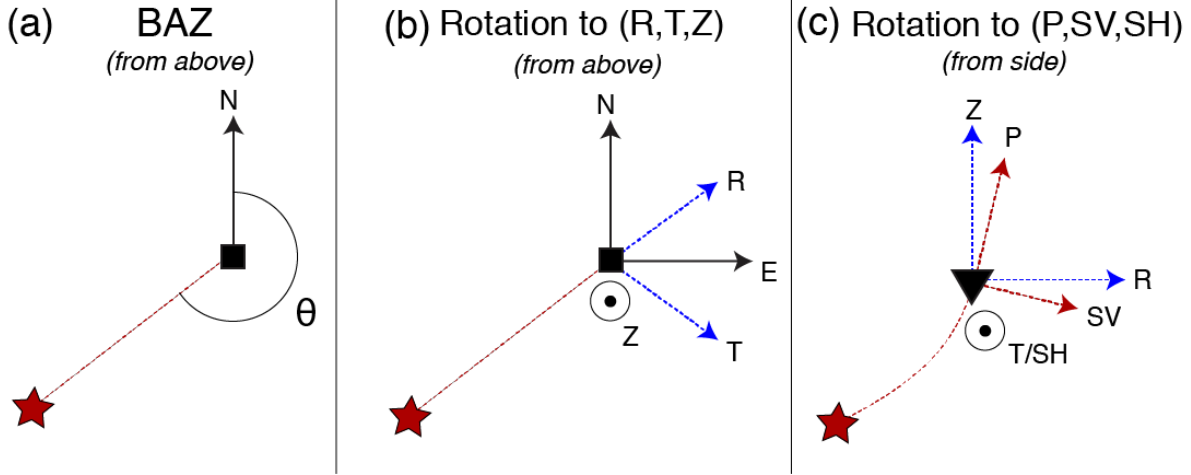 (a) BAZ
(from above)
N
θ
(b) Rotation to (R,T,Z)
(from above)
N
R
E
Z
T
(c) Rotation to (P,SV,SH)
(from side)
Z
P
R
SV
T/SH